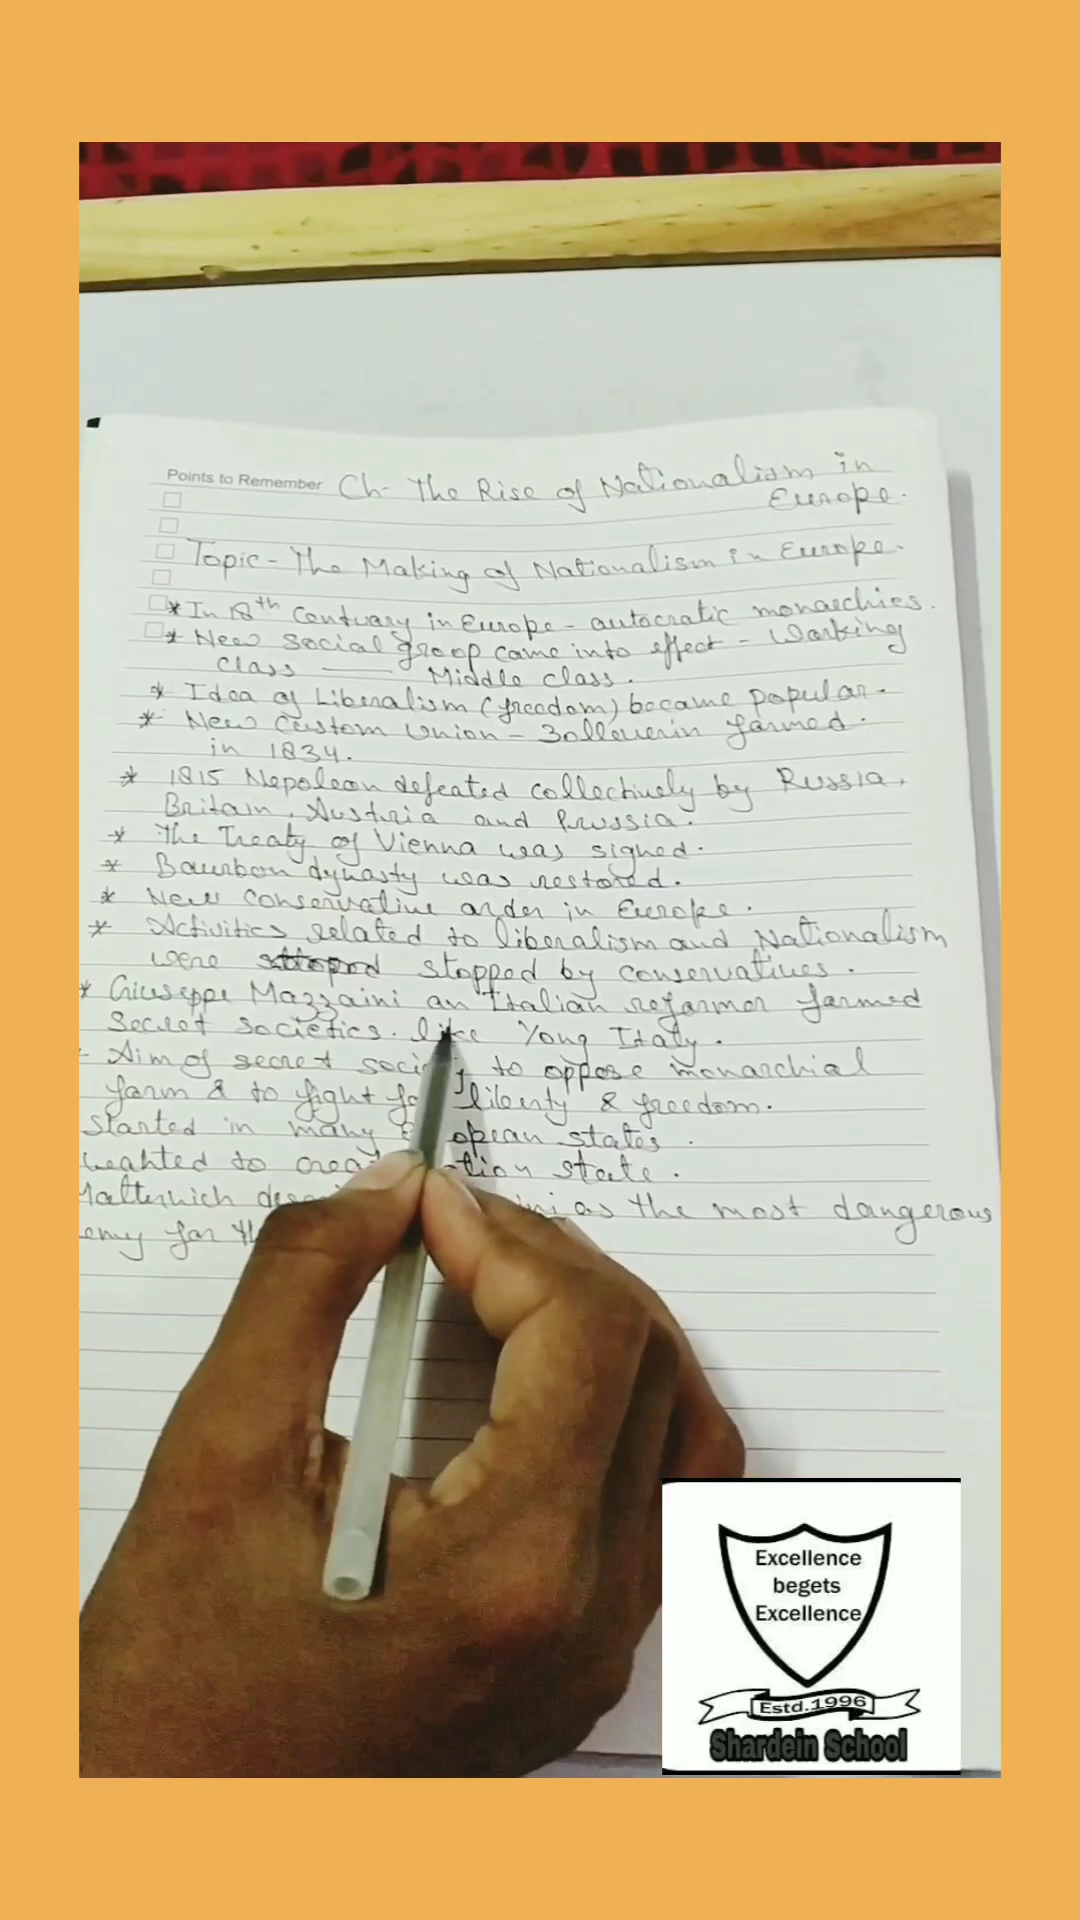 Points to Remember Ch- The Rise of Nationalism in
Europe.
Topic - The Making of Nationalism in Europe.
* In 18th Contuary in Europe - autocratic monarchies.
* New Social groop came into effect - Working
Class —— Middle class.
* Idea of Liberalism (freedom) became popular.
* New Custom Union - Zollverin formed
in 1834.
* 1815 Nepolean defeated collectively by Russia,
Britain, Austria and Prussia.
* The Treaty of Vienna was signed.
* Bourbon dynasty was restored.
* New conservative order in Europe.
* Activities related to liberalism and Nationalism
were stopped by conservatives.
* Giuseppe Mazzaini an Italian reformer formed
Secret societies. like Yong Italy.
- Aim of secret to oppose monarchial
form & to fight liberty & freedom.
started in many states.
state.
as the most dangerous
for
Excellence
begets
Excellence
Estd.1996
Shardein School